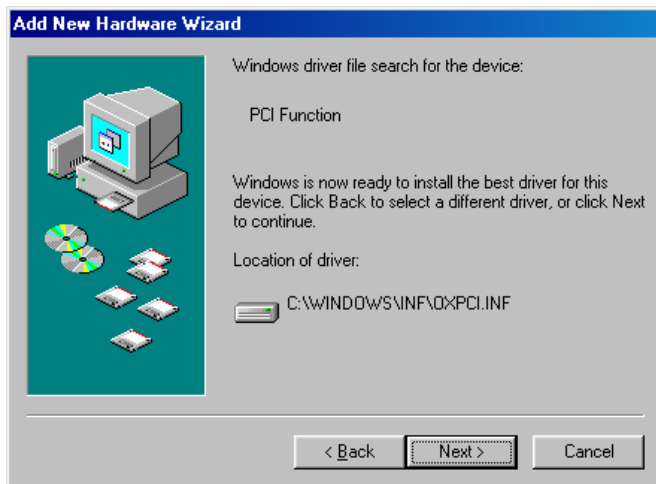 Add New Hardware Wizard
Windows driver file search for the device:
PCI Function
Windows is now ready to install the best driver for this
device. Click Back to select a different driver, or click Next
to continue.
Location of driver:
C:\WINDOWS\INF\OXPCI.INF
< Back
Next >
Cancel